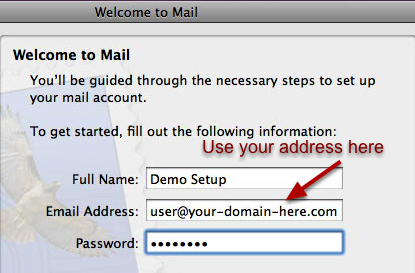 Welcome to Mail
Welcome to Mail
You'll be guided through the necessary steps to set up
your mail account.
To get started, fill out the following information:
Use your address here
Full Name: Demo Setup
Email Address: user@your-domain-here.com
Password: ••••••••